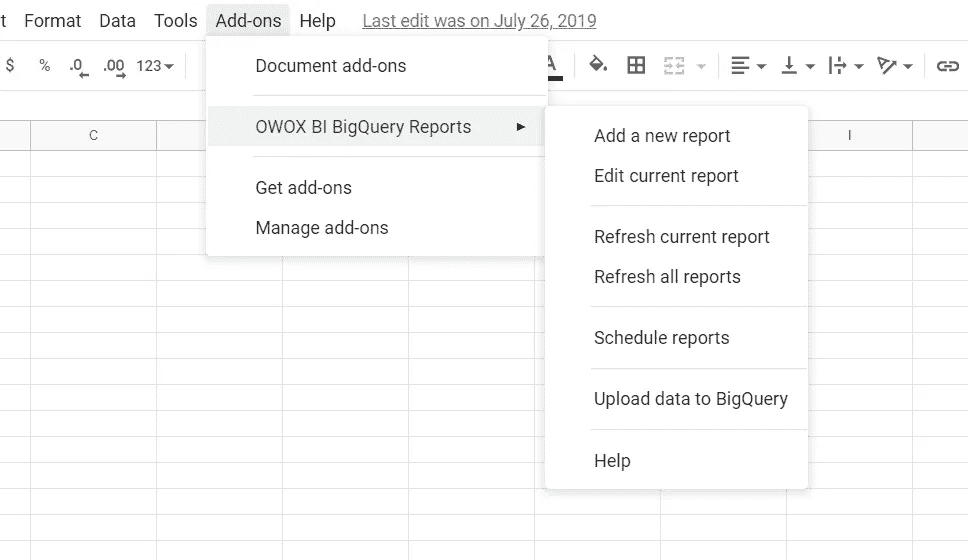 t Format Data Tools Add-ons Help Last edit was on July 26, 2019
$ % .0 .00 123 A
Document add-ons
C I
OWOX BI BigQuery Reports
Add a new report
Edit current report
Get add-ons
Manage add-ons
Refresh current report
Refresh all reports
Schedule reports
Upload data to BigQuery
Help